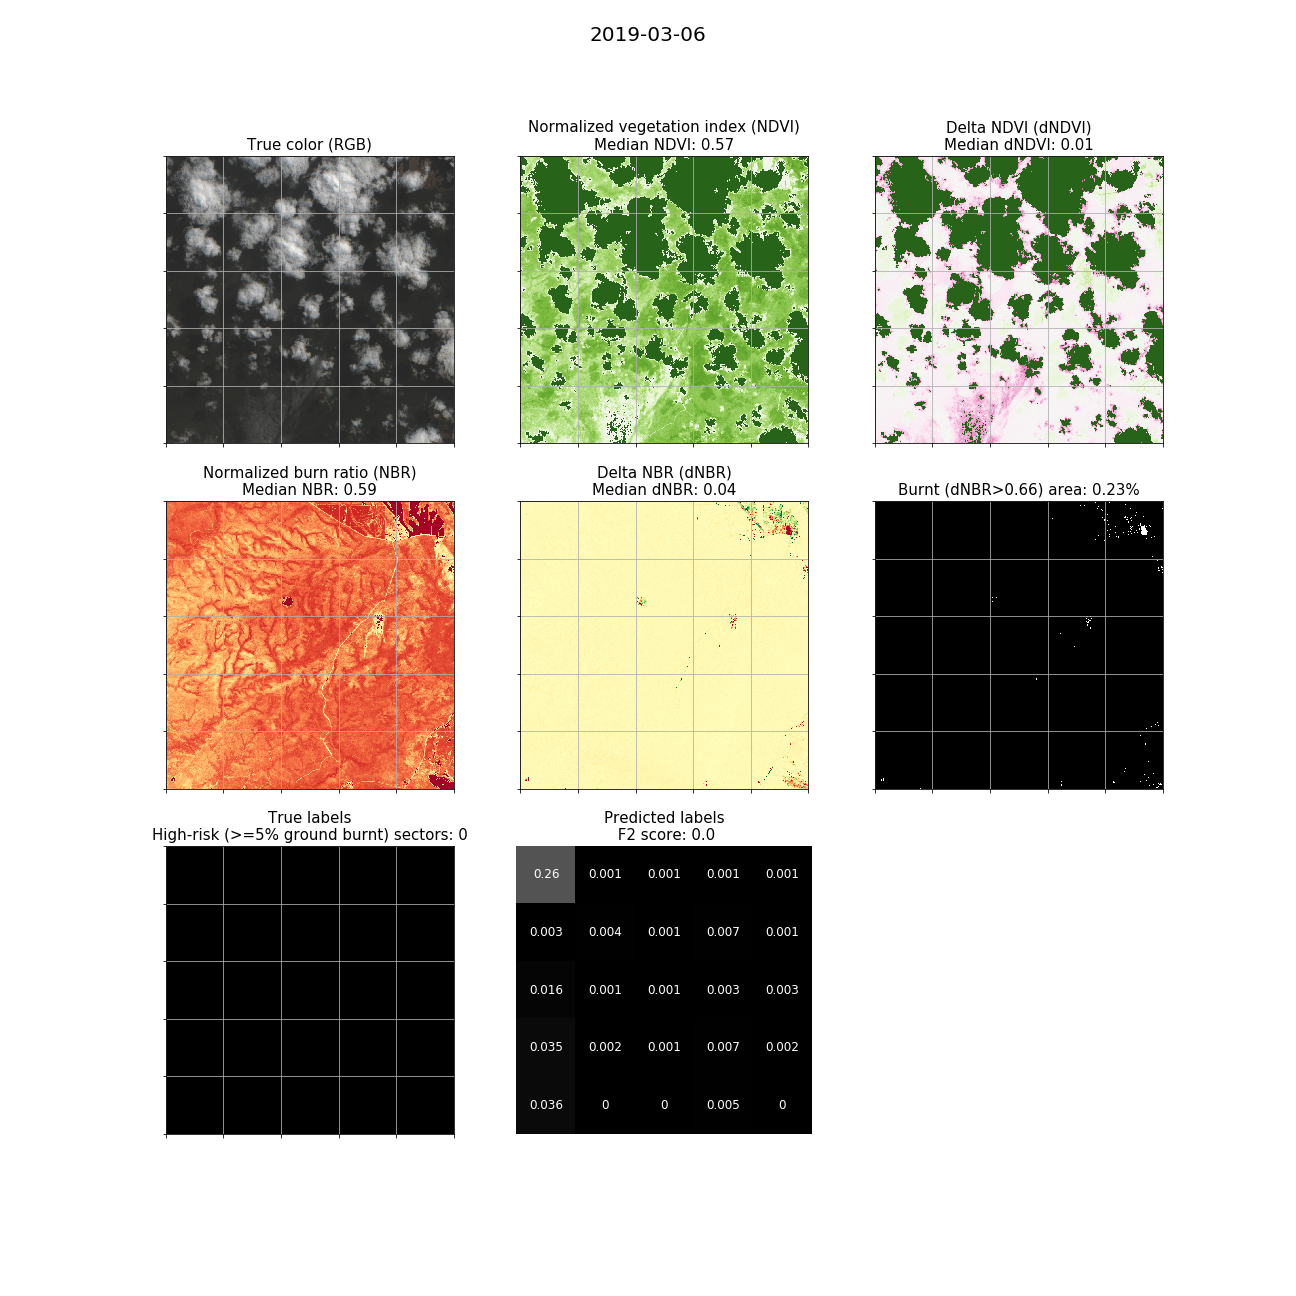 2019-03-06
True color (RGB)
Normalized vegetation index (NDVI)
Median NDVI: 0.57
Delta NDVI (dNDVI)
Median dNDVI: 0.01
Normalized burn ratio (NBR)
Median NBR: 0.59
Delta NBR (dNBR)
Median dNBR: 0.04
Burnt (dNBR>0.66) area: 0.23%
True labels
High-risk (>=5% ground burnt) sectors: 0
Predicted labels
F2 score: 0.0
0.26 0.001 0.001 0.001 0.001
0.003 0.004 0.001 0.007 0.001
0.016 0.001 0.001 0.003 0.003
0.035 0.002 0.001 0.007 0.002
0.036 0 0 0.005 0